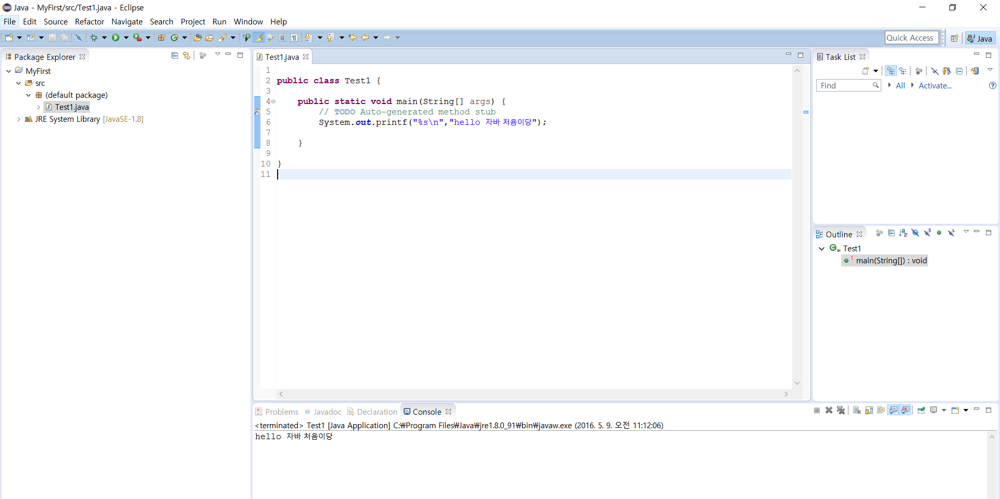 Java - MyFirst/src/Test1.java - Eclipse
File Edit Source Refactor Navigate Search Project Run Window Help
Quick Access Java
Package Explorer
MyFirst
src
(default package)
Test1.java
JRE System Library [JavaSE-1.8]
Test1.java
1
2 public class Test1 {
3
4 public static void main(String[] args) {
5 // TODO Auto-generated method stub
6 System.out.printf("%s\n","hello 자바 처음이당");
7
8 }
9
10 }
11
Task List
Find All Activate...
Outline
Test1
main(String[]) : void
Problems @ Javadoc Declaration Console
<terminated> Test1 [Java Application] C:₩Program Files₩Java₩jre1.8.0_91₩bin₩javaw.exe (2016. 5. 9. 오전 11:12:06)
hello 자바 처음이당